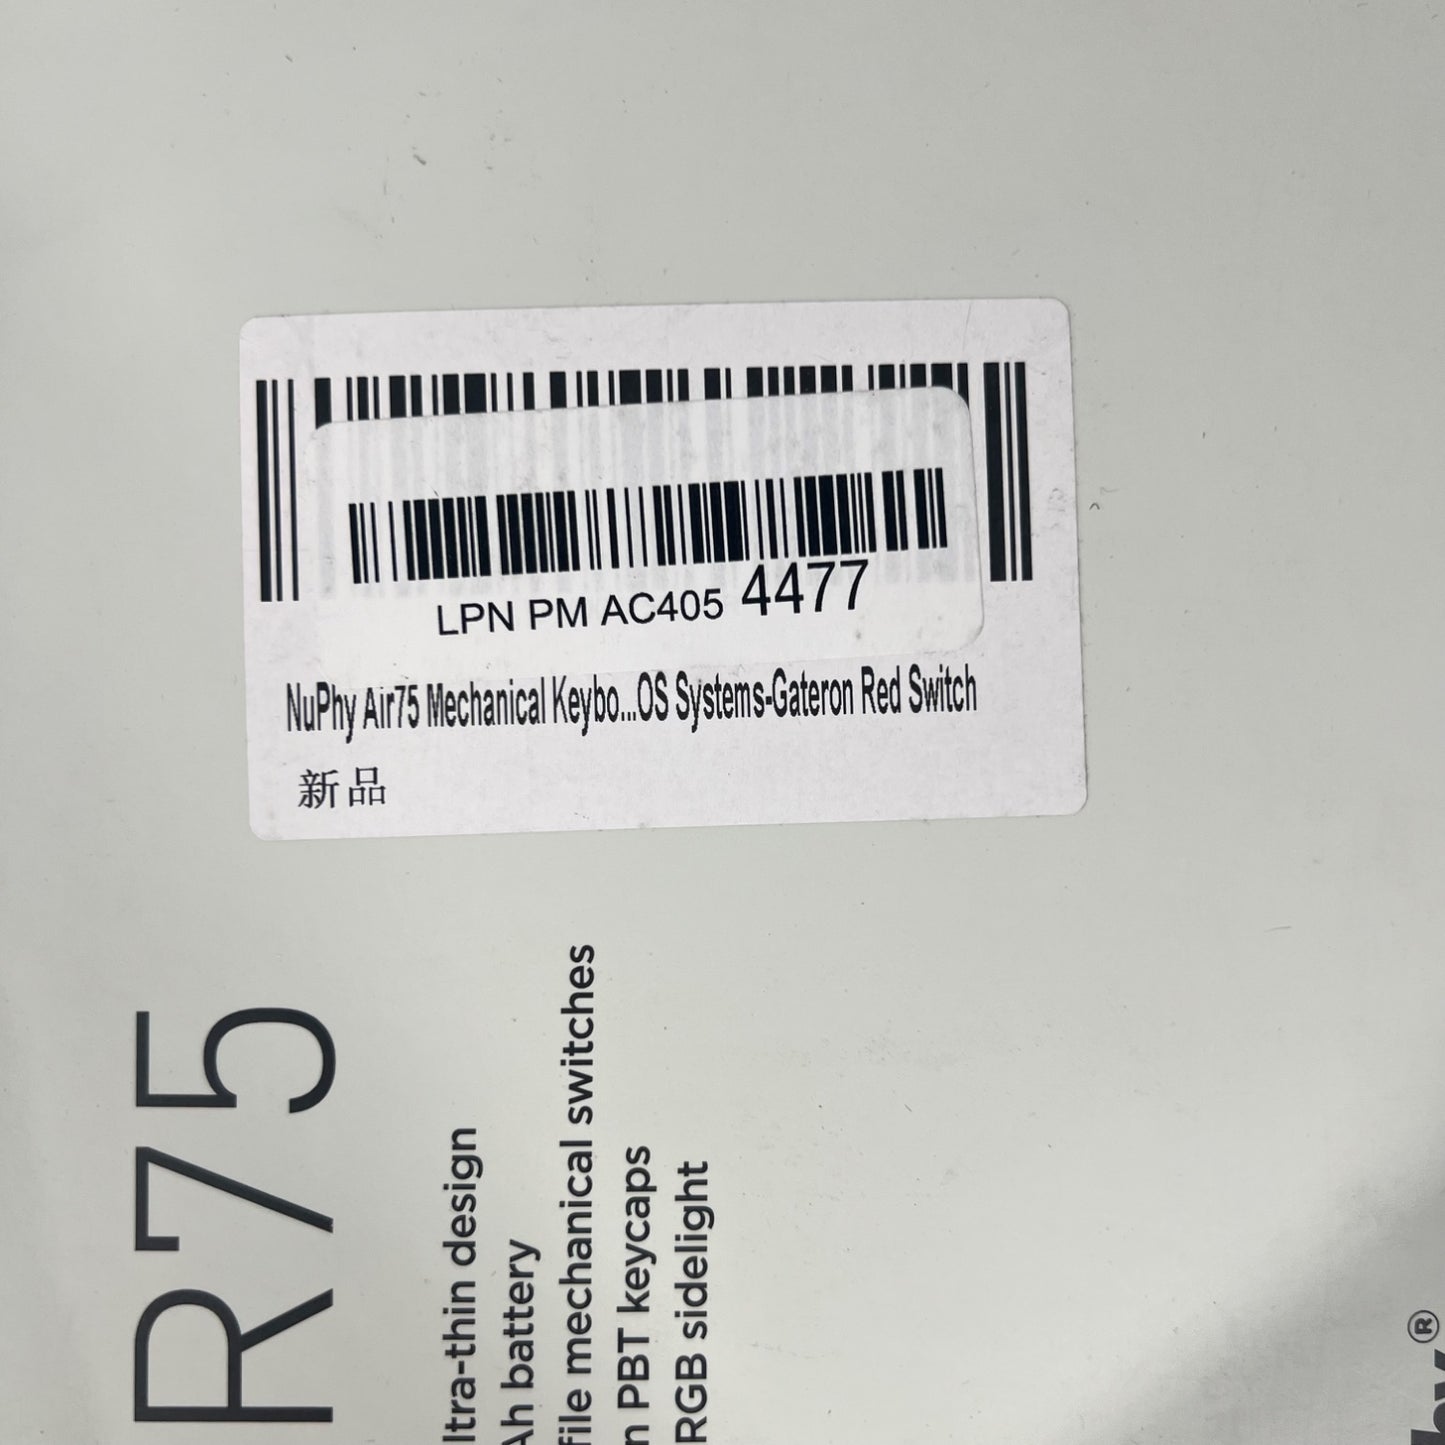 LPN PM AC405 4477
NuPhy Air75 Mechanical Keybo...OS Systems-Gateron Red Switch
新品
R75
ltra-thin design
Ah battery
file mechanical switches
n PBT keycaps
RGB sidelight
hy®